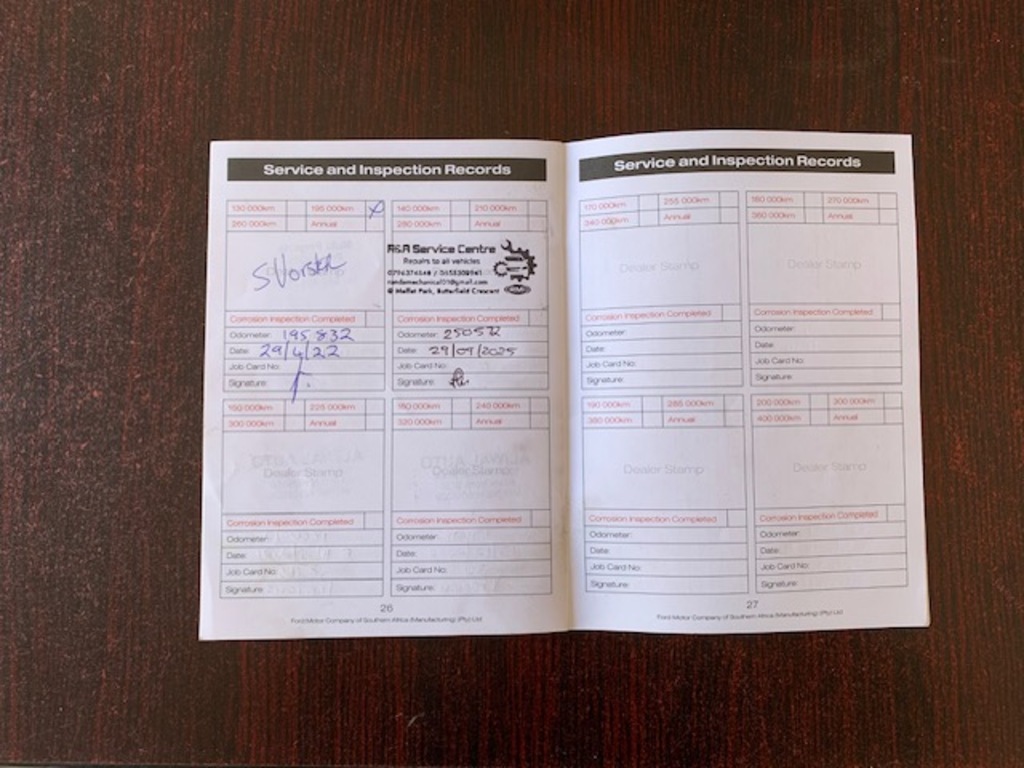 Service and Inspection Records
130 000km 195 000km X
260 000km Annual
SVorster
Corrosion Inspection Completed
Odometer: 195 832
Date: 29/4/22
Job Card No:
Signature:
140 000km 210 000km
280 000km Annual
R&R Service Centre
Repairs to all vehicles
@ Moffat Park, Butterfield Crescent
Corrosion Inspection Completed
Odometer: 250572
Date: 29/09/2025
Job Card No:
Signature:
150 000km 225 000km
300 000km Annual
Dealer Stamp
Corrosion Inspection Completed
Odometer:
Date:
Job Card No:
Signature:
160 000km 240 000km
320 000km Annual
Dealer Stamp
Corrosion Inspection Completed
Odometer:
Date:
Job Card No:
Signature:
26
Ford Motor Company of Southern Africa (Manufacturing) (Pty) Ltd
Service and Inspection Records
170 000km 255 000km
340 000km Annual
Dealer Stamp
Corrosion Inspection Completed
Odometer:
Date:
Job Card No:
Signature:
180 000km 270 000km
360 000km Annual
Dealer Stamp
Corrosion Inspection Completed
Odometer:
Date:
Job Card No:
Signature:
190 000km 285 000km
380 000km Annual
Dealer Stamp
Corrosion Inspection Completed
Odometer:
Date:
Job Card No:
Signature:
200 000km 300 000km
400 000km Annual
Dealer Stamp
Corrosion Inspection Completed
Odometer:
Date:
Job Card No:
Signature:
27
Ford Motor Company of Southern Africa (Manufacturing) (Pty) Ltd